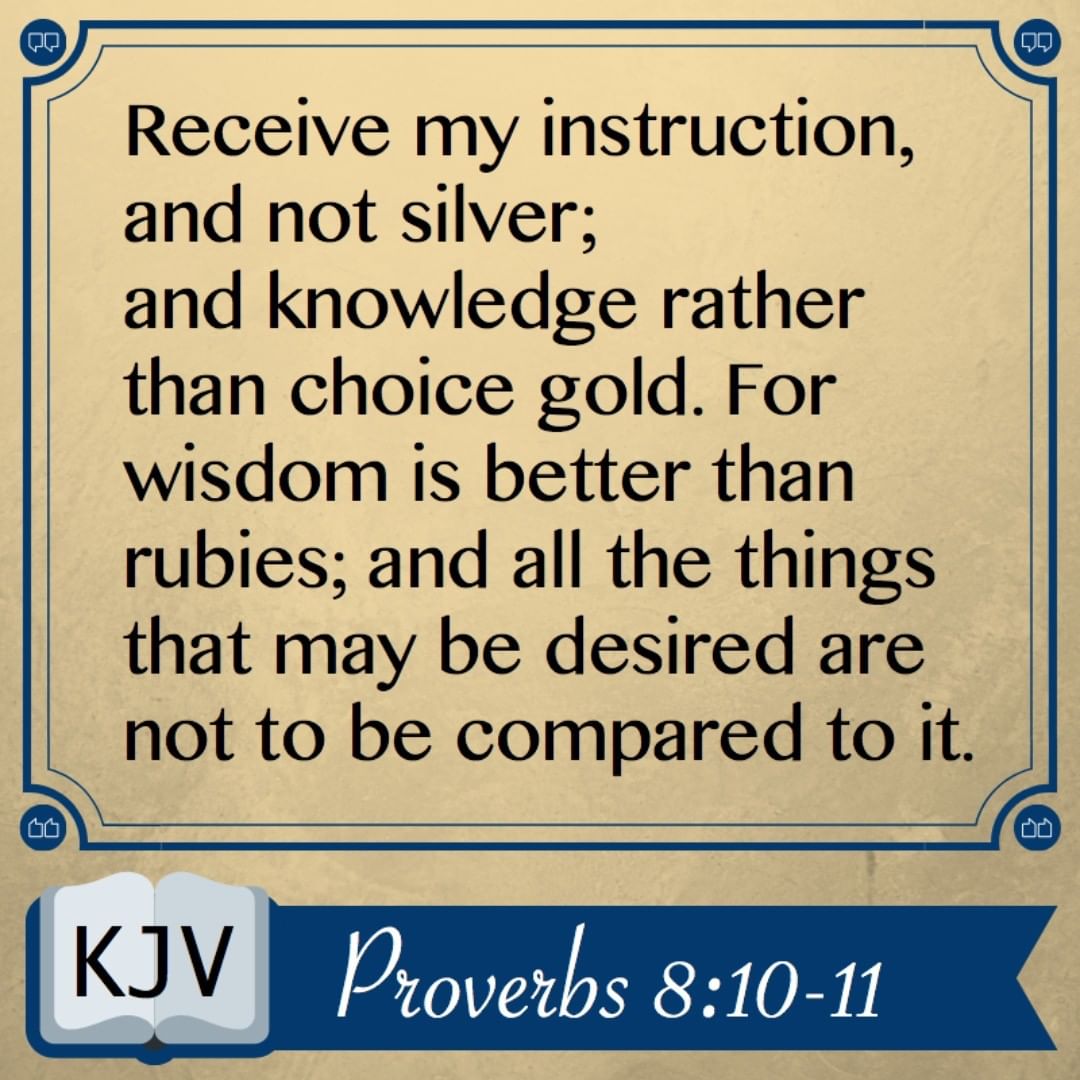 Receive my instruction,
and not silver;
and knowledge rather
than choice gold. For
wisdom is better than
rubies; and all the things
that may be desired are
not to be compared to it.
KJV
Proverbs 8:10-11